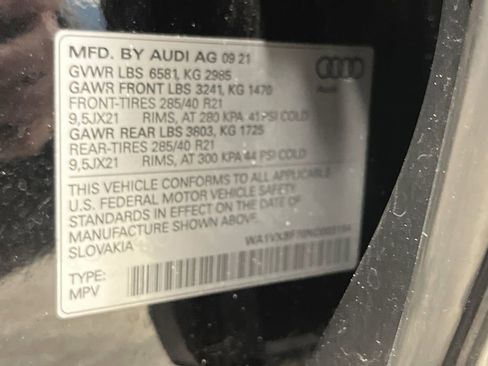 MFD. BY AUDI AG 09 21
GVWR LBS 6581, KG 2985
GAWR FRONT LBS 3241, KG 1470
FRONT-TIRES 285/40 R21
9,5JX21 RIMS, AT 280 KPA 41 PSI COLD
GAWR REAR LBS 3803, KG 1725
REAR-TIRES 285/40 R21
9,5JX21 RIMS, AT 300 KPA 44 PSI COLD
THIS VEHICLE CONFORMS TO ALL APPLICABLE
U.S. FEDERAL MOTOR VEHICLE SAFETY
STANDARDS IN EFFECT ON THE DATE OF
MANUFACTURE SHOWN ABOVE.
SLOVAKIA
TYPE:
MPV
Audi